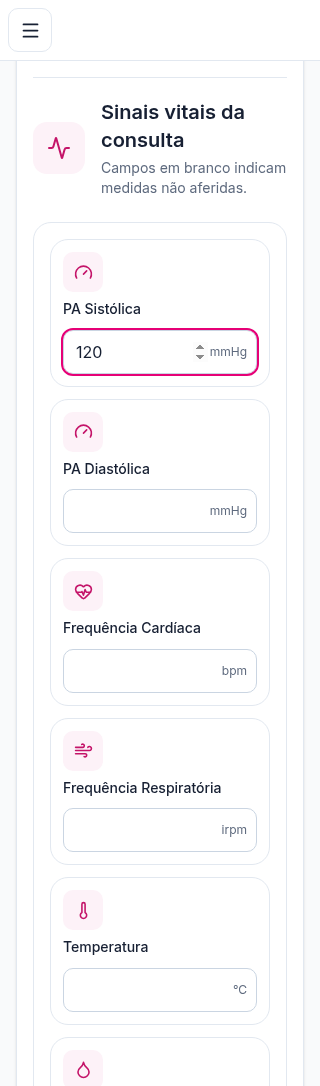 Sinais vitais da
consulta
Campos em branco indicam
medidas não aferidas.
PA Sistólica
120 mmHg
PA Diastólica
mmHg
Frequência Cardíaca
bpm
Frequência Respiratória
irpm
Temperatura
°C